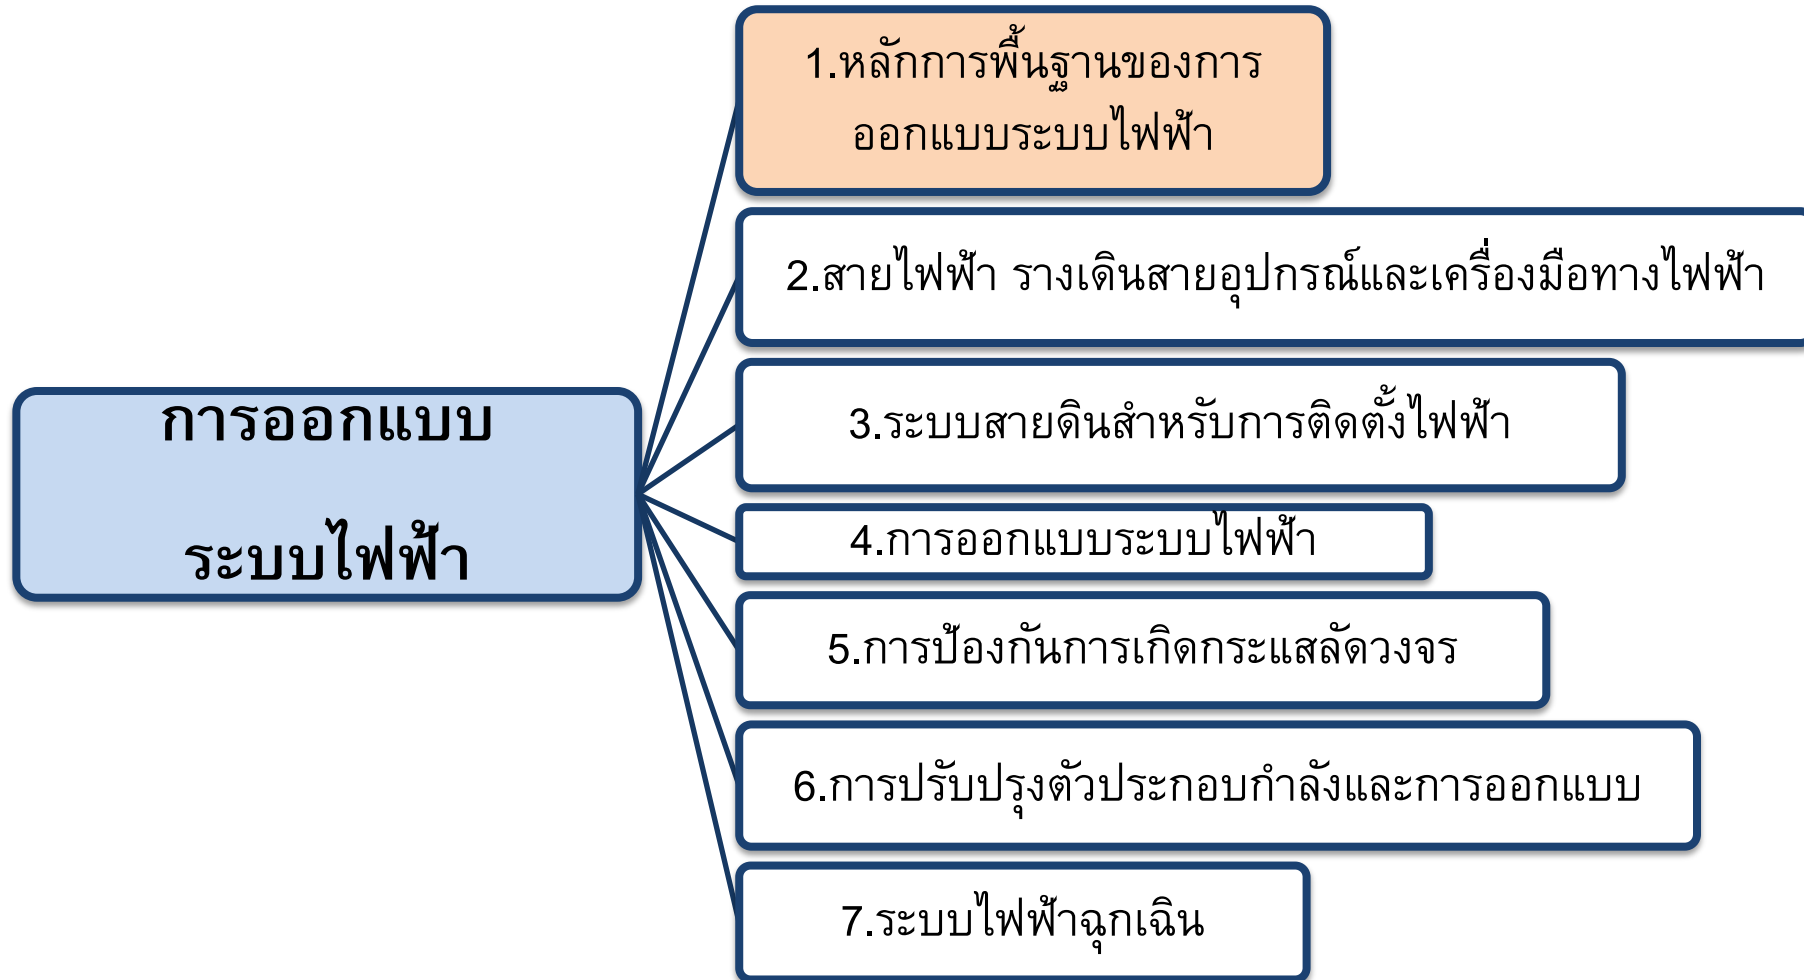 การออกแบบ
ระบบไฟฟ้า
1.หลักการพื้นฐานของการ
ออกแบบระบบไฟฟ้า
2.สายไฟฟ้า รางเดินสายอุปกรณ์และเครื่องมือทางไฟฟ้า
3.ระบบสายดินสำหรับการติดตั้งไฟฟ้า
4.การออกแบบระบบไฟฟ้า
5.การป้องกันการเกิดกระแสลัดวงจร
6.การปรับปรุงตัวประกอบกำลังและการออกแบบ
7.ระบบไฟฟ้าฉุกเฉิน